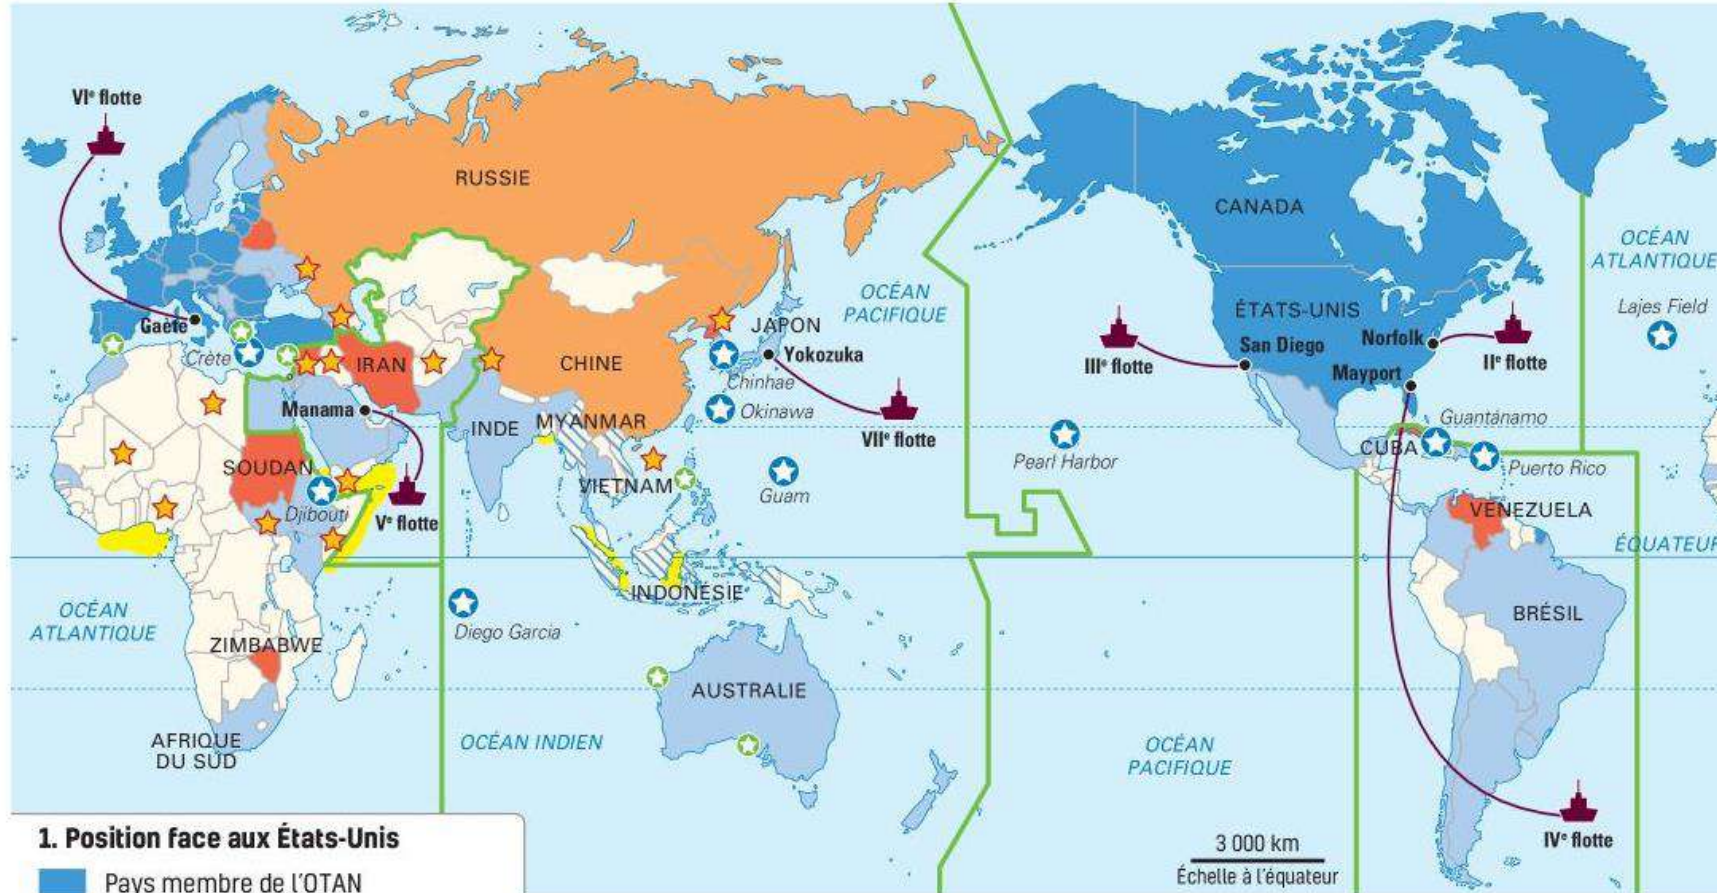 VIᵉ flotte
RUSSIE
CANADA
OCÉAN
ATLANTIQUE
OCÉAN
PACIFIQUE
ÉTATS-UNIS
Lajes Field
Gaète
JAPON
San Diego
Norfolk
IIᵉ flotte
Crète
IRAN
CHINE
Yokozuka
IIIᵉ flotte
Mayport
Chinhae
Manama
Okinawa
INDE
MYANMAR
VIIᵉ flotte
Guantánamo
CUBA
Pearl Harbor
Puerto Rico
SOUDAN
VIETNAM
Guam
Djibouti
Vᵉ flotte
VENEZUELA
ÉQUATEUR
INDONÉSIE
OCÉAN
ATLANTIQUE
Diego Garcia
BRÉSIL
ZIMBABWE
AUSTRALIE
AFRIQUE
DU SUD
OCÉAN INDIEN
OCÉAN
PACIFIQUE
1. Position face aux États-Unis
3 000 km
Échelle à l'équateur
IVᵉ flotte
Pays membre de l'OTAN